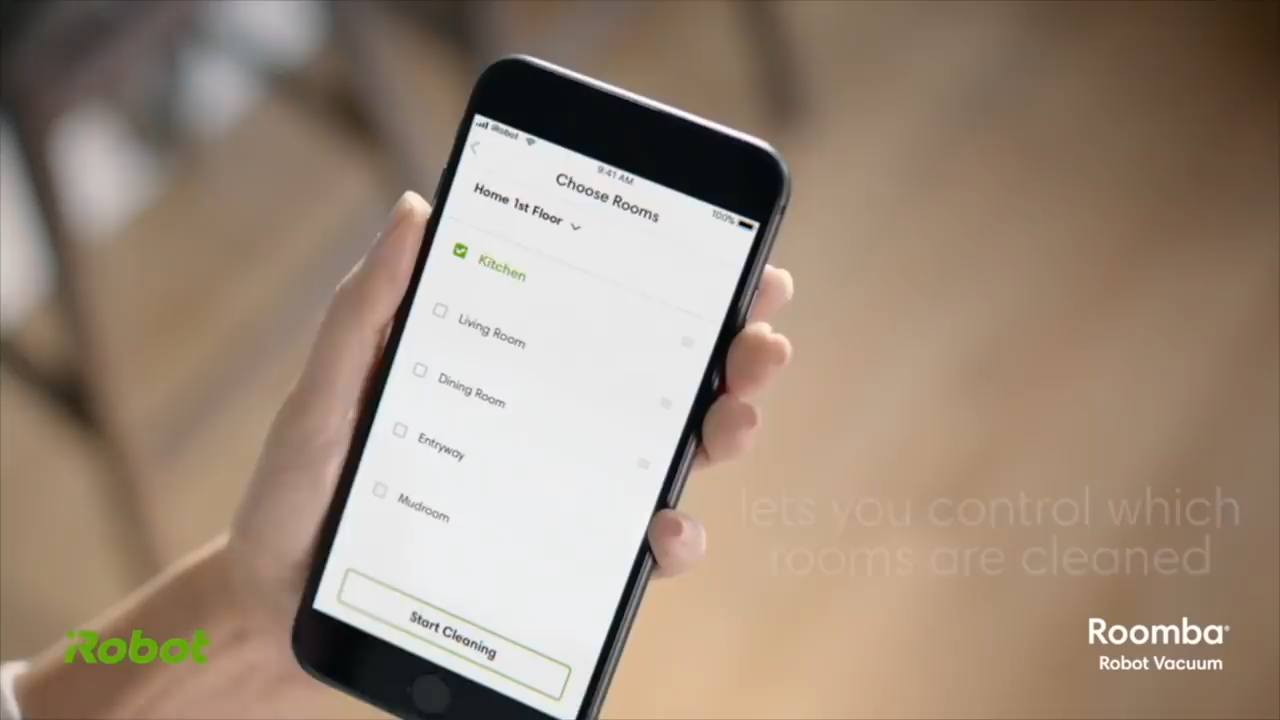 iRobot
9:41 AM
100%
Choose Rooms
Home 1st Floor
Kitchen
Living Room
Dining Room
Entryway
Mudroom
Start Cleaning
lets you control which
rooms are cleaned
iRobot
Roomba®
Robot Vacuum